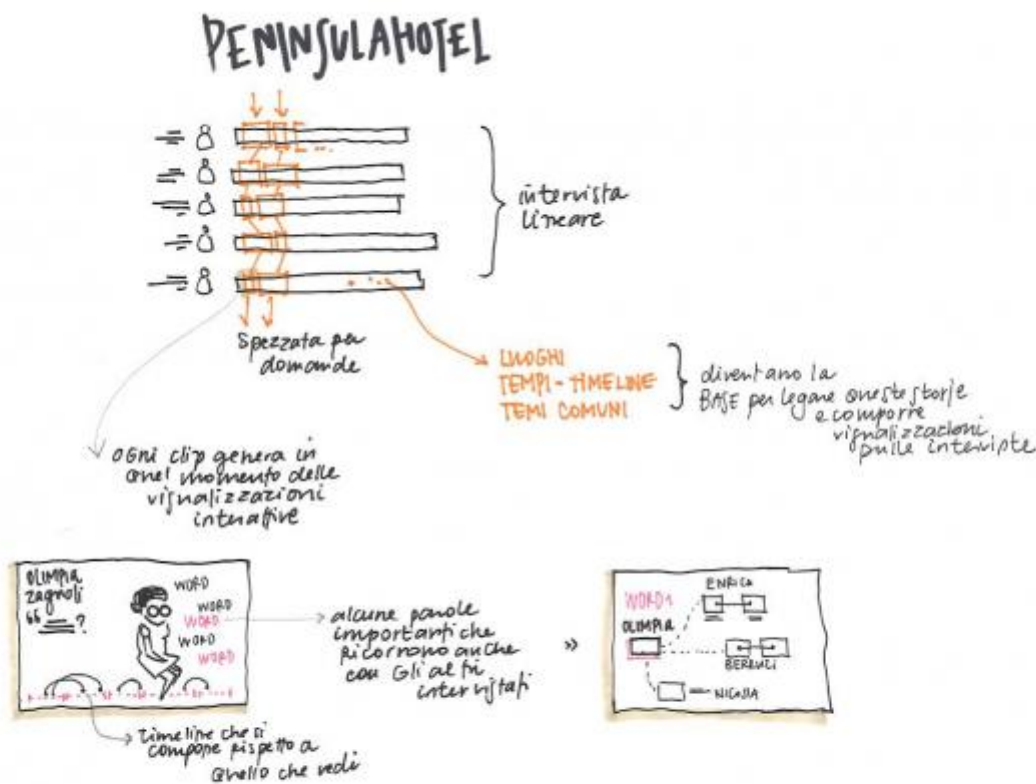 PENINSULAHOTEL
intervista
lineare
spezzata per
domande
LUOGHI
TEMPI - TIMELINE
TEMI COMUNI
diventano la
BASE per legare queste storie
e comporre
visualizzazioni
sulle interviste
OGNI clip genera in
quel momento delle
visualizzazioni
interattive
OLIMPIA
zagnoli
“ ?
WORD
WORD
WORD
WORD
WORD
alcune parole
importanti che
ricorrono anche
con Gli altri
intervistati
»
WORD1
OLIMPIA
ENRICO
NICOSIA
timeline che si
compone rispetto a
quello che vedi